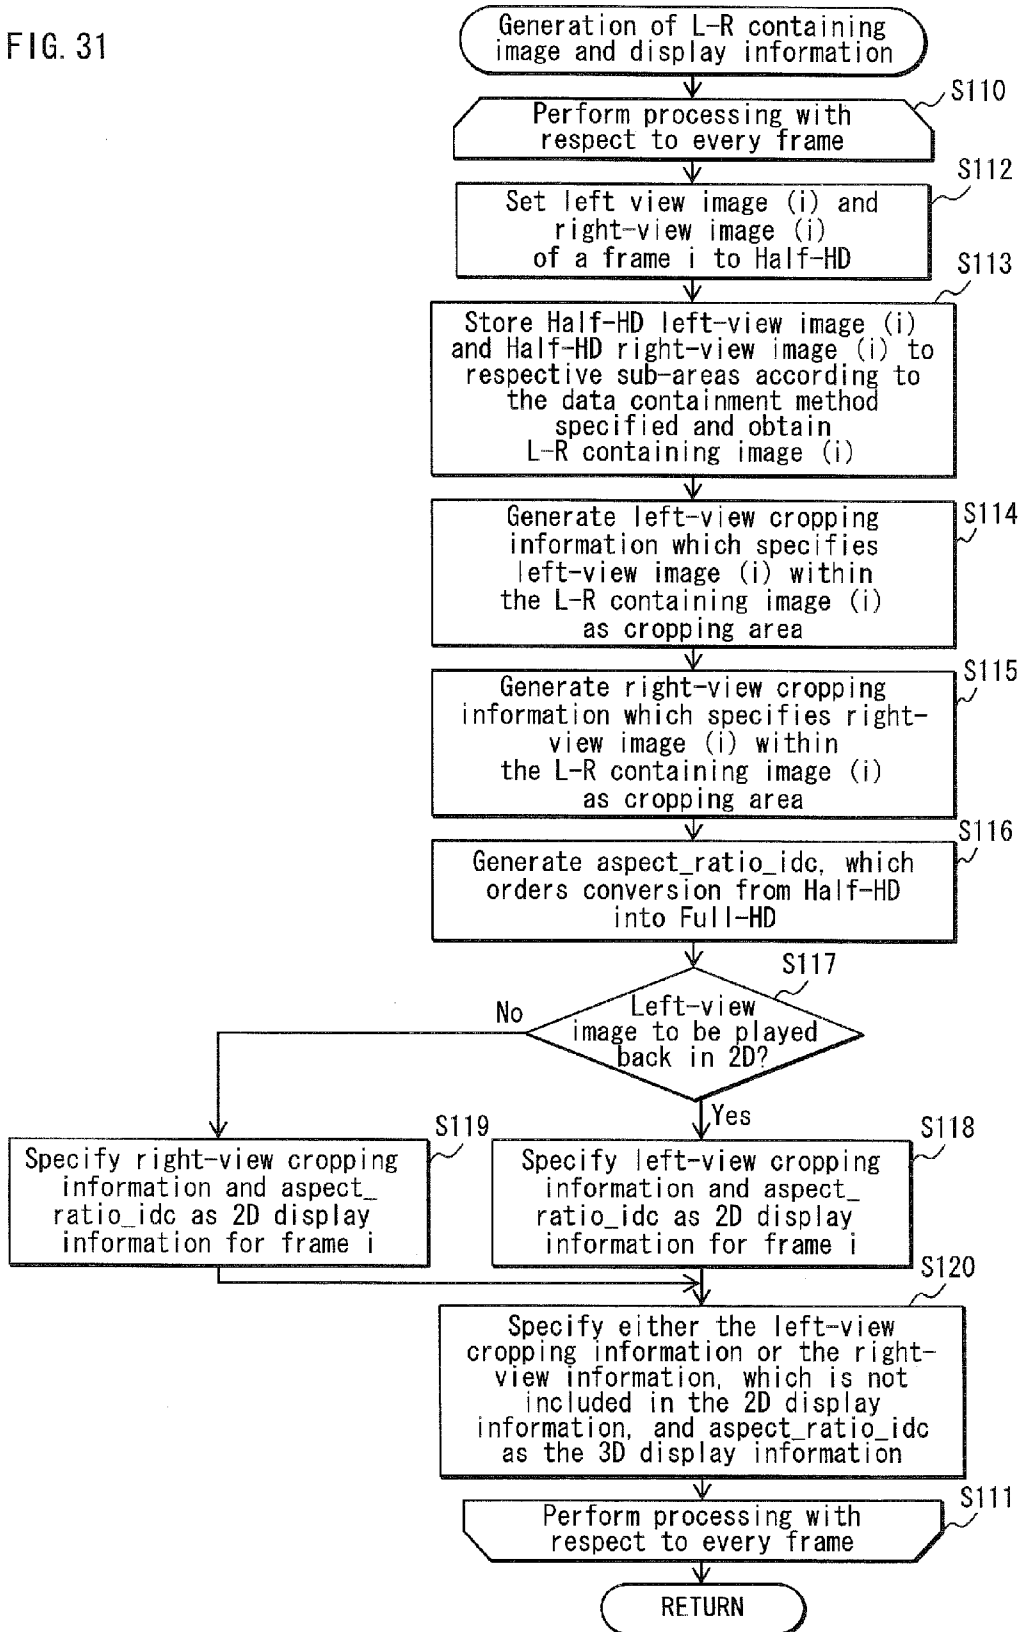 FIG. 31
Generation of L-R containing
image and display information
S110
Perform processing with
respect to every frame
S112
Set left view image (i) and
right-view image (i)
of a frame i to Half-HD
S113
Store Half-HD left-view image (i)
and Half-HD right-view image (i) to
respective sub-areas according to
the data containment method
specified and obtain
L-R containing image (i)
S114
Generate left-view cropping
information which specifies
left-view image (i) within
the L-R containing image (i)
as cropping area
S115
Generate right-view cropping
information which specifies right-
view image (i) within
the L-R containing image (i)
as cropping area
S116
Generate aspect_ratio_idc, which
orders conversion from Half-HD
into Full-HD
S117
Left-view
image to be played
back in 2D?
No
Yes
S119
Specify right-view cropping
information and aspect_
ratio_idc as 2D display
information for frame i
S118
Specify left-view cropping
information and aspect_
ratio_idc as 2D display
information for frame i
S120
Specify either the left-view
cropping information or the right-
view information, which is not
included in the 2D display
information, and aspect_ratio_idc
as the 3D display information
S111
Perform processing with
respect to every frame
RETURN